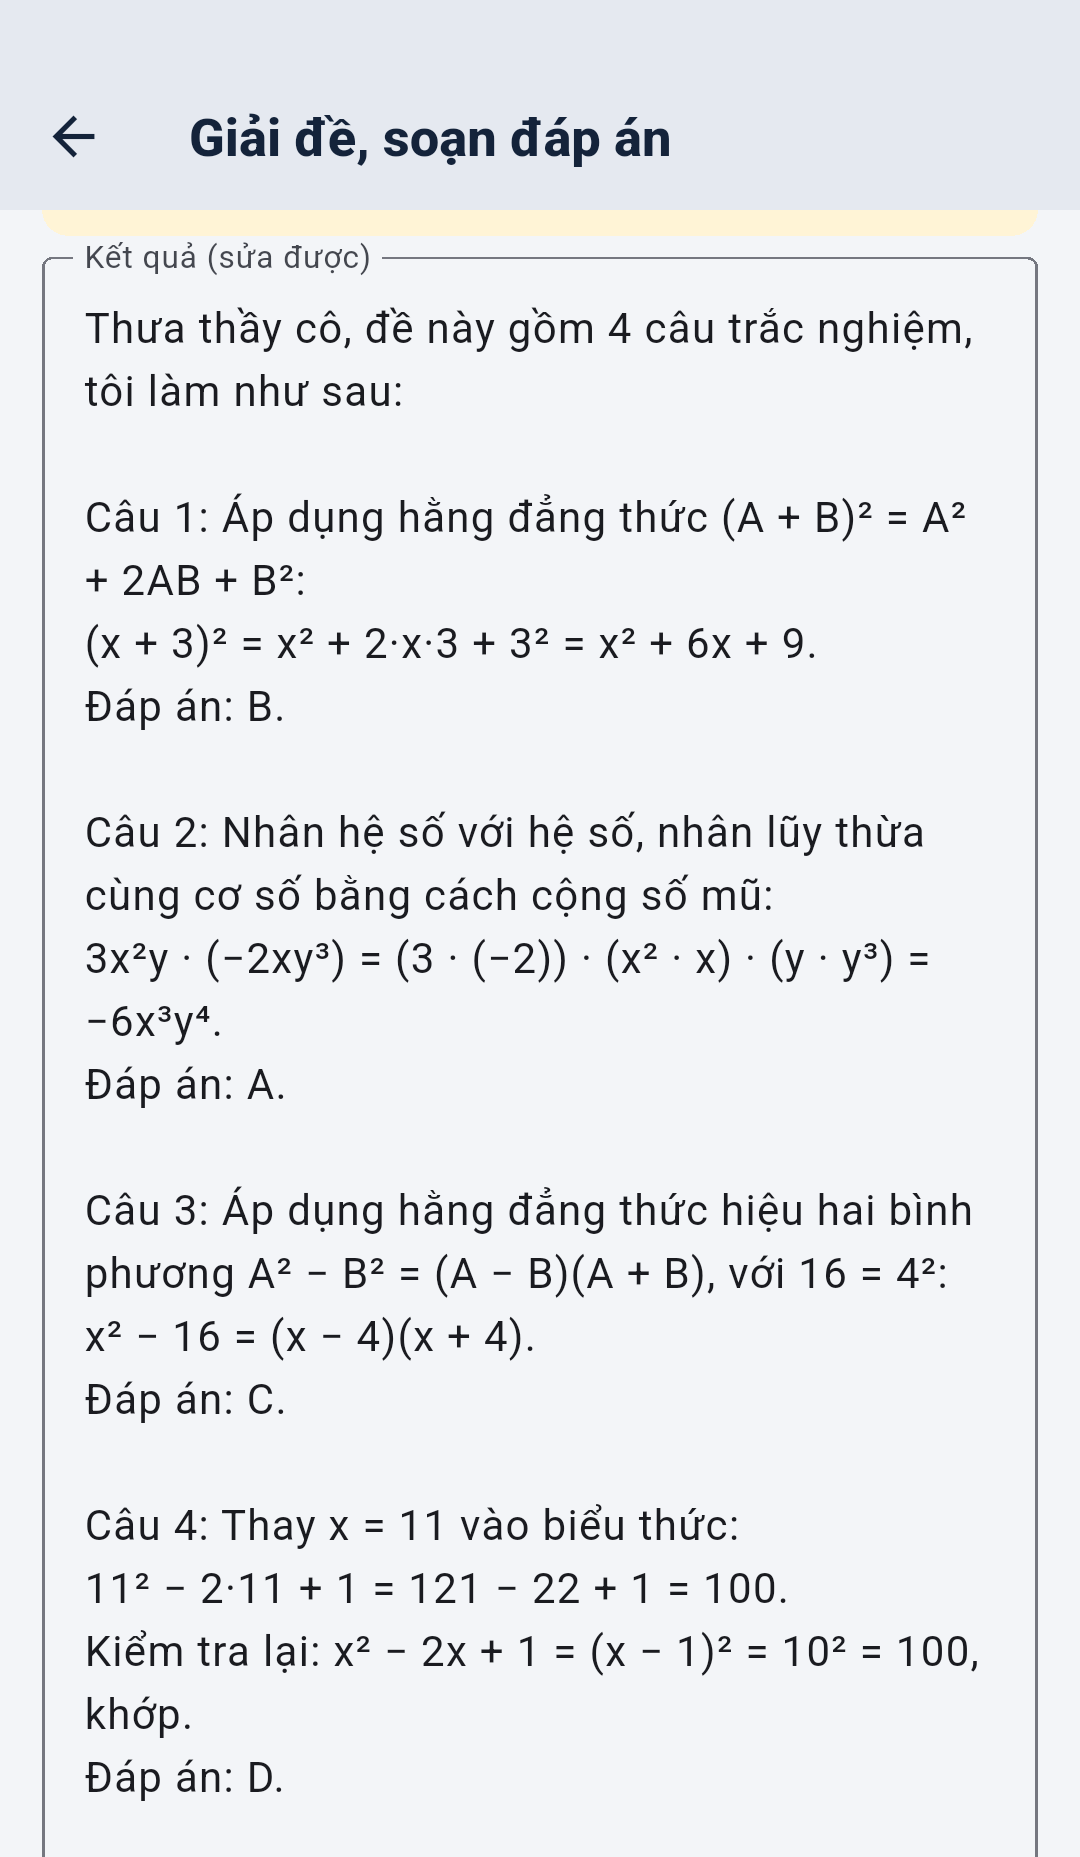 Giải đề, soạn đáp án
Kết quả (sửa được)
Thưa thầy cô, đề này gồm 4 câu trắc nghiệm,
tôi làm như sau:
Câu 1: Áp dụng hằng đẳng thức (A + B)² = A²
+ 2AB + B²:
(x + 3)² = x² + 2·x·3 + 3² = x² + 6x + 9.
Đáp án: B.
Câu 2: Nhân hệ số với hệ số, nhân lũy thừa
cùng cơ số bằng cách cộng số mũ:
3x²y · (−2xy³) = (3 · (−2)) · (x² · x) · (y · y³) =
−6x³y⁴.
Đáp án: A.
Câu 3: Áp dụng hằng đẳng thức hiệu hai bình
phương A² − B² = (A − B)(A + B), với 16 = 4²:
x² − 16 = (x − 4)(x + 4).
Đáp án: C.
Câu 4: Thay x = 11 vào biểu thức:
11² − 2·11 + 1 = 121 − 22 + 1 = 100.
Kiểm tra lại: x² − 2x + 1 = (x − 1)² = 10² = 100,
khớp.
Đáp án: D.